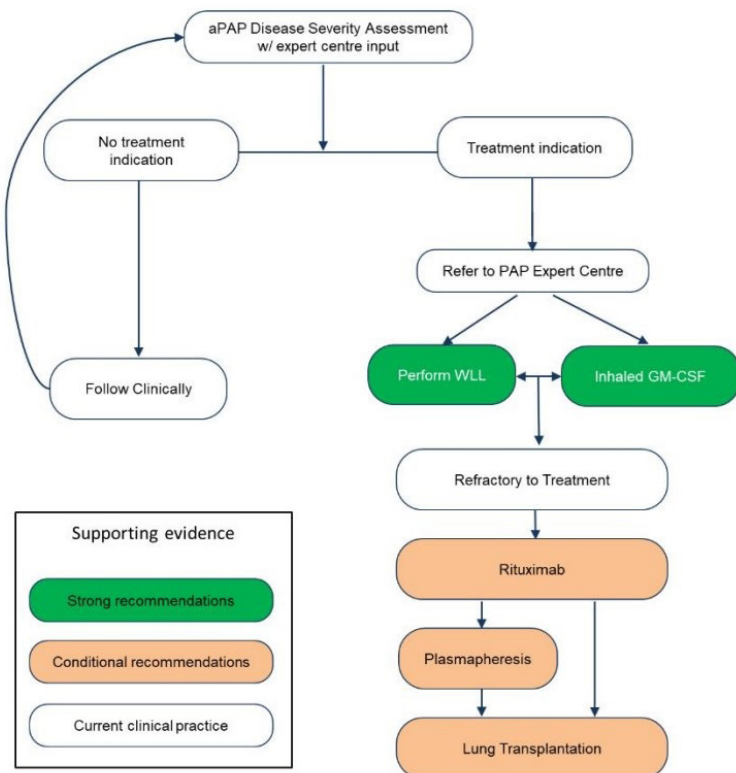 aPAP Disease Severity Assessment
w/ expert centre input
No treatment
indication
Treatment indication
Refer to PAP Expert Centre
Perform WLL
Inhaled GM-CSF
Follow Clinically
Refractory to Treatment
Supporting evidence
Strong recommendations
Conditional recommendations
Current clinical practice
Rituximab
Plasmapheresis
Lung Transplantation